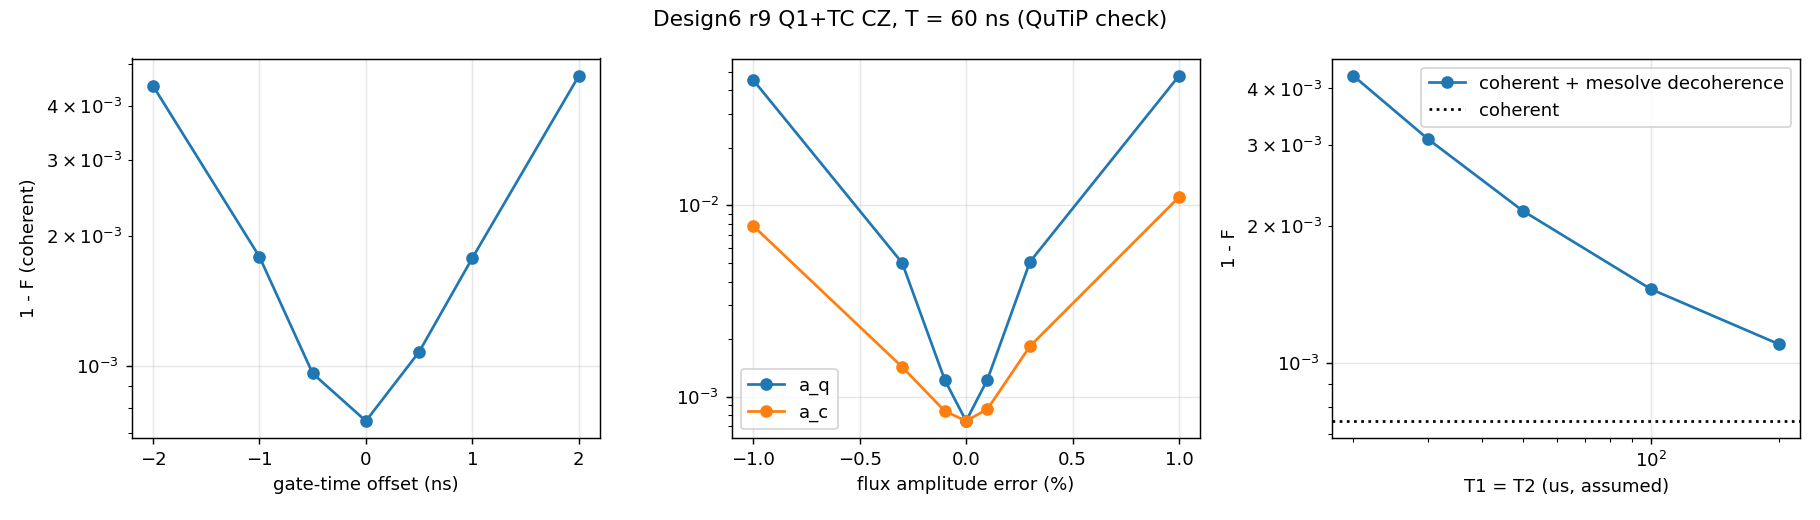 Design6 r9 Q1+TC CZ, T = 60 ns (QuTiP check)
1 - F (coherent)
4 × 10⁻³
3 × 10⁻³
2 × 10⁻³
10⁻³
−2
−1
0
1
2
gate-time offset (ns)
10⁻²
10⁻³
a_q
a_c
−1.0
−0.5
0.0
0.5
1.0
flux amplitude error (%)
1 - F
4 × 10⁻³
3 × 10⁻³
2 × 10⁻³
10⁻³
coherent + mesolve decoherence
coherent
10²
T1 = T2 (us, assumed)